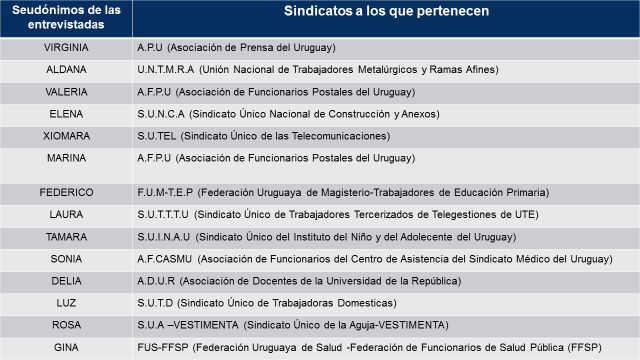 Seudónimos de las
entrevistadas
Sindicatos a los que pertenecen
VIRGINIA A.P.U (Asociación de Prensa del Uruguay)
ALDANA U.N.T.M.R.A (Unión Nacional de Trabajadores Metalúrgicos y Ramas Afines)
VALERIA A.F.P.U (Asociación de Funcionarios Postales del Uruguay)
ELENA S.U.N.C.A (Sindicato Único Nacional de Construcción y Anexos)
XIOMARA S.U.TEL (Sindicato Único de las Telecomunicaciones)
MARINA A.F.P.U (Asociación de Funcionarios Postales del Uruguay)
FEDERICO F.U.M-T.E.P (Federación Uruguaya de Magisterio-Trabajadores de Educación Primaria)
LAURA S.U.T.T.T.U (Sindicato Único de Trabajadores Tercerizados de Telegestiones de UTE)
TAMARA S.U.I.N.A.U (Sindicato Único del Instituto del Niño y del Adolecente del Uruguay)
SONIA A.F.CASMU (Asociación de Funcionarios del Centro de Asistencia del Sindicato Médico del Uruguay)
DELIA A.D.U.R (Asociación de Docentes de la Universidad de la República)
LUZ S.U.T.D (Sindicato Único de Trabajadoras Domesticas)
ROSA S.U.A –VESTIMENTA (Sindicato Único de la Aguja-VESTIMENTA)
GINA FUS-FFSP (Federación Uruguaya de Salud -Federación de Funcionarios de Salud Pública (FFSP)